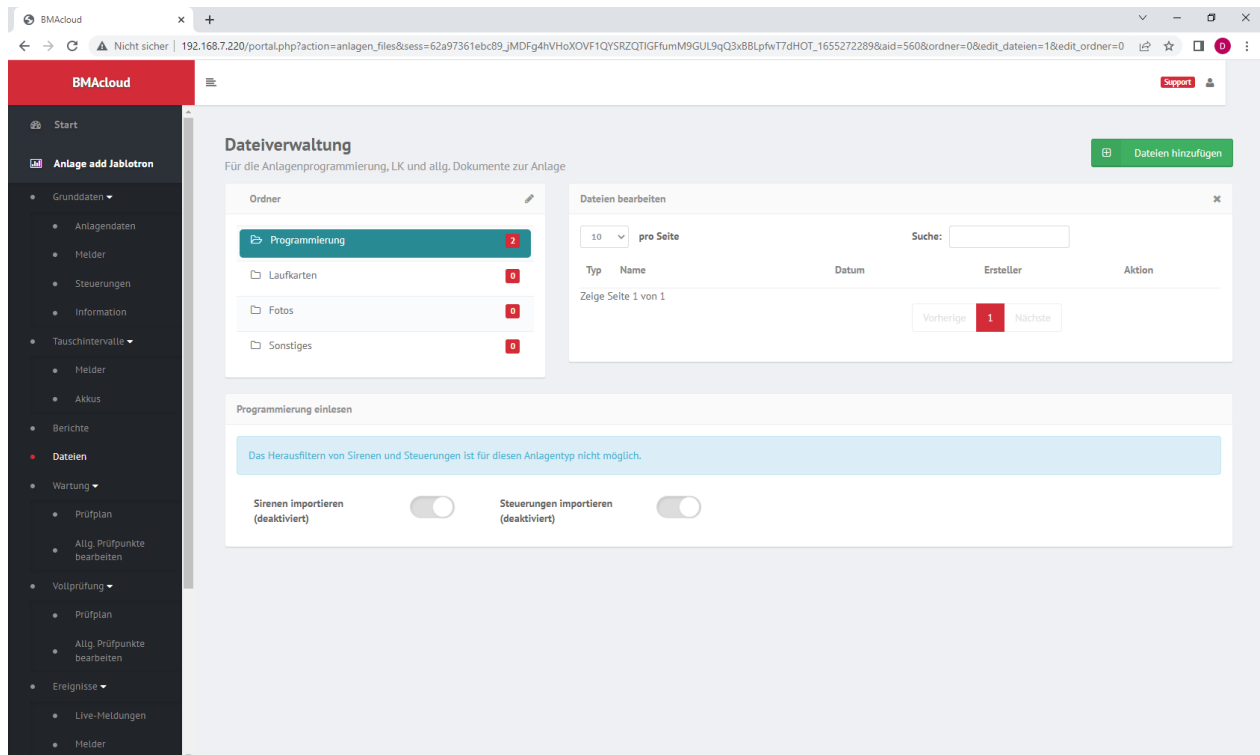 BMAcloud
Nicht sicher | 192.168.7.220/portal.php?action=anlagen_files&sess=62a97361ebc89_jMDFg4hVHoXOVF1QYSRZQTIGFfumM9GUL9qQ3xBBLpfwT7dHOT_1655272289&aid=560&ordner=0&edit_dateien=1&edit_ordner=0
D
BMAcloud
Support
Start
Anlage add Jablotron
Grunddaten
Anlagendaten
Melder
Steuerungen
Information
Tauschintervalle
Melder
Akkus
Berichte
Dateien
Wartung
Prüfplan
Allg. Prüfpunkte
bearbeiten
Vollprüfung
Prüfplan
Allg. Prüfpunkte
bearbeiten
Ereignisse
Live-Meldungen
Melder
Dateiverwaltung
Für die Anlagenprogrammierung, LK und allg. Dokumente zur Anlage
Dateien hinzufügen
Ordner
Programmierung 2
Laufkarten 0
Fotos 0
Sonstiges 0
Dateien bearbeiten
10 pro Seite Suche:
Typ Name Datum Ersteller Aktion
Zeige Seite 1 von 1
Vorherige 1 Nächste
Programmierung einlesen
Das Herausfiltern von Sirenen und Steuerungen ist für diesen Anlagentyp nicht möglich.
Sirenen importieren
(deaktiviert)
Steuerungen importieren
(deaktiviert)